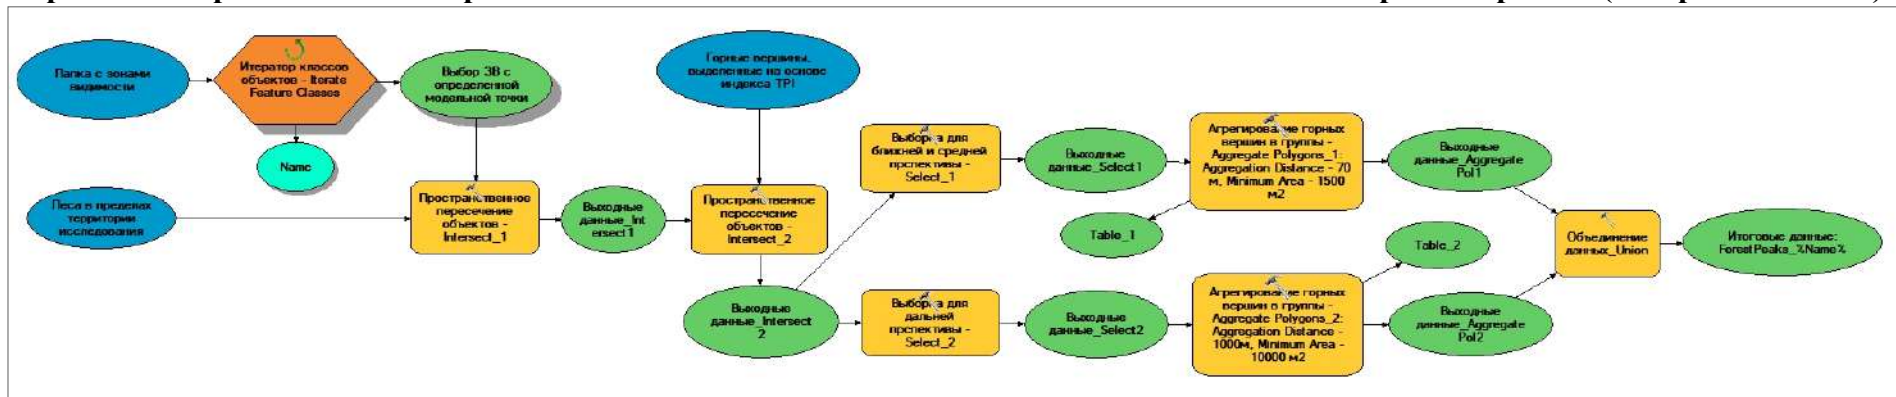 Папка с зонами
видимости
Итератор классов
объектов - Iterate
Feature Classes
Выбор ЗВ с
определенной
модельной точки
Name
Леса в пределах
территории
исследования
Пространственное
пересечение
объектов -
Intersect_1
Выходные
данные_Int
ersect1
Горные вершины,
выделенные на основе
индекса TPI
Пространственное
пересечение
объектов -
Intersect_2
Выходные
данные_Intersect
2
Выборка для
ближней и средней
прспективы -
Select_1
Выходные
данные_Select1
Агрегирование горных
вершин в группы -
Aggregate Polygons_1:
Aggregation Distance - 70
м, Minimum Area - 1500
м2
Выходные
данные_Aggregate
Pol1
Table_1
Выборка для
дальней
прспективы -
Select_2
Выходные
данные_Select2
Агрегирование горных
вершин в группы -
Aggregate Polygons_2:
Aggregation Distance -
1000м, Minimum Area -
10000 м2
Table_2
Выходные
данные_Aggregate
Pol2
Объединение
данных_Union
Итоговые данные:
ForestPeaks_%Name%